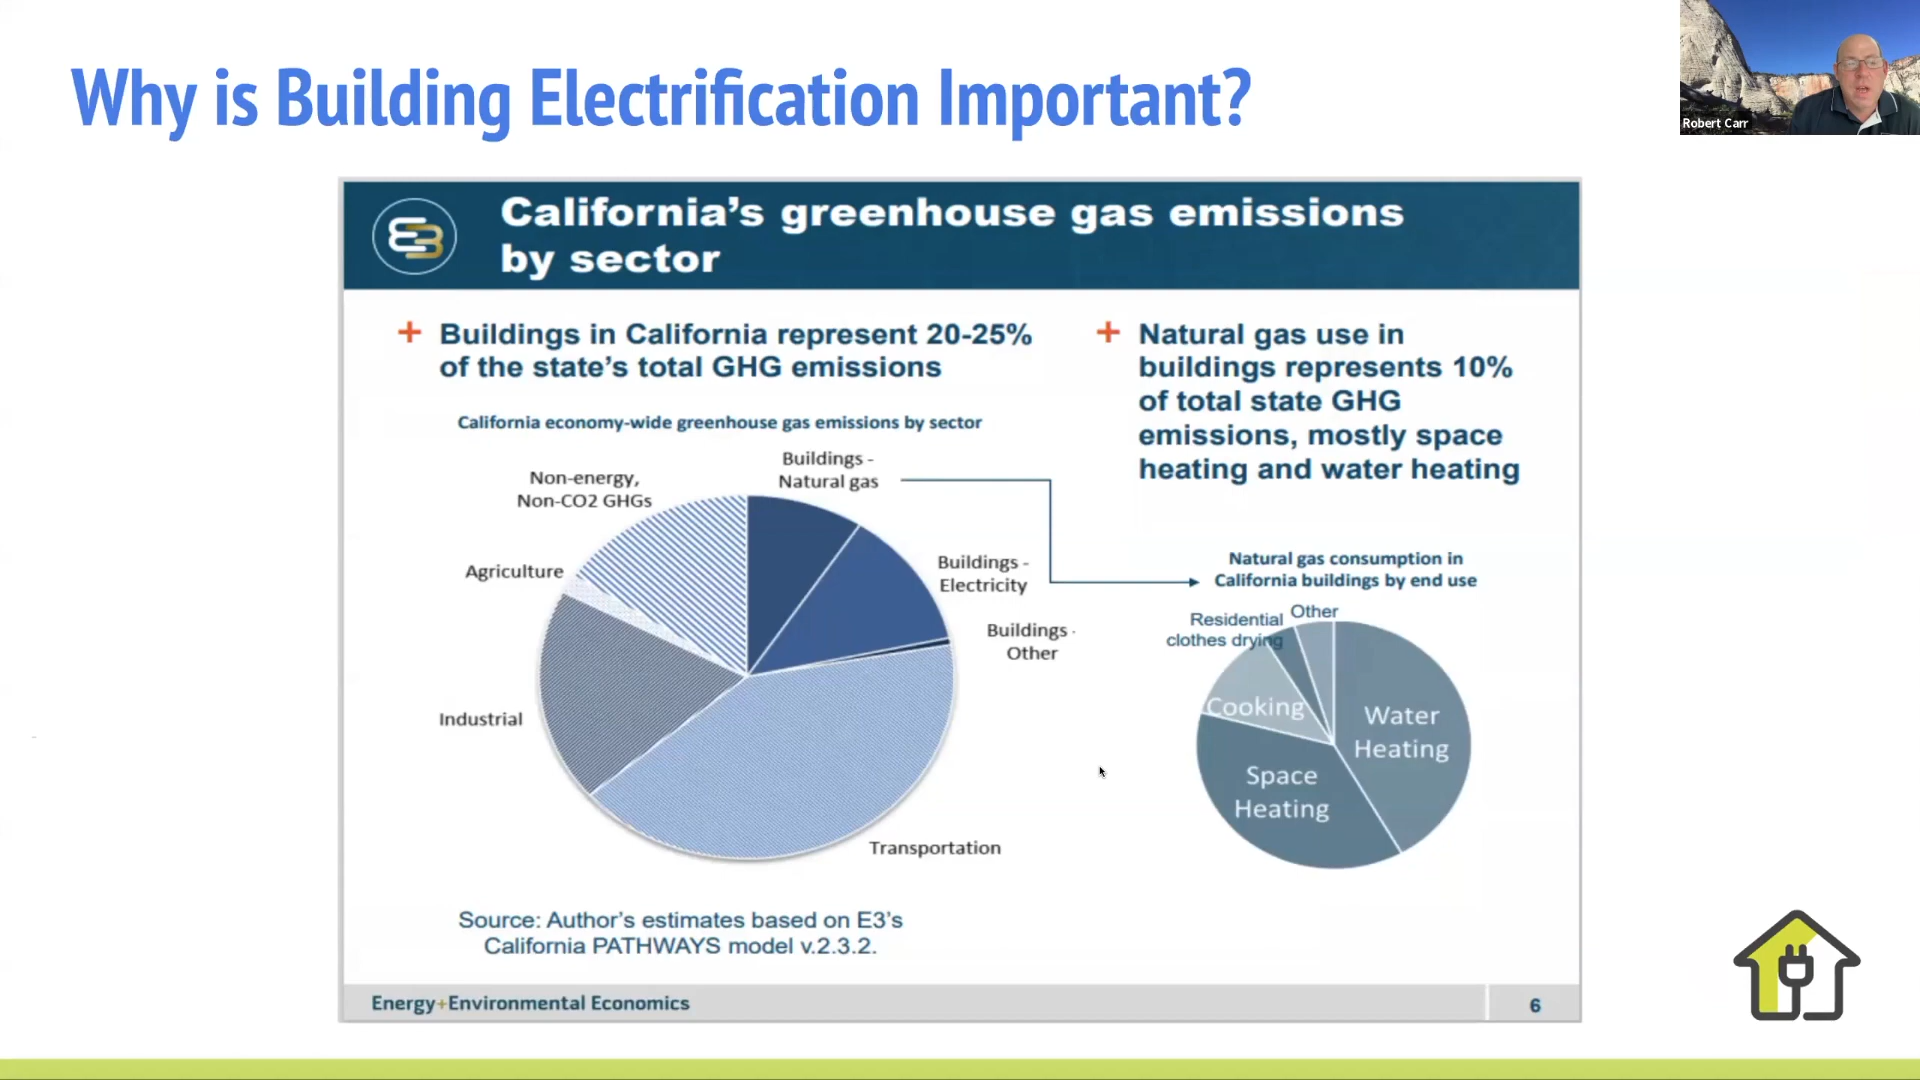 Why is Building Electrification Important?
Robert Carr
California's greenhouse gas emissions
by sector
+ Buildings in California represent 20-25%
of the state's total GHG emissions
+ Natural gas use in
buildings represents 10%
of total state GHG
emissions, mostly space
heating and water heating
California economy-wide greenhouse gas emissions by sector
Buildings -
Natural gas
Non-energy,
Non-CO2 GHGs
Agriculture
Buildings -
Electricity
Buildings -
Other
Industrial
Transportation
Natural gas consumption in
California buildings by end use
Residential
clothes drying
Other
Cooking
Water
Heating
Space
Heating
Source: Author's estimates based on E3's
California PATHWAYS model v.2.3.2.
Energy+Environmental Economics
6